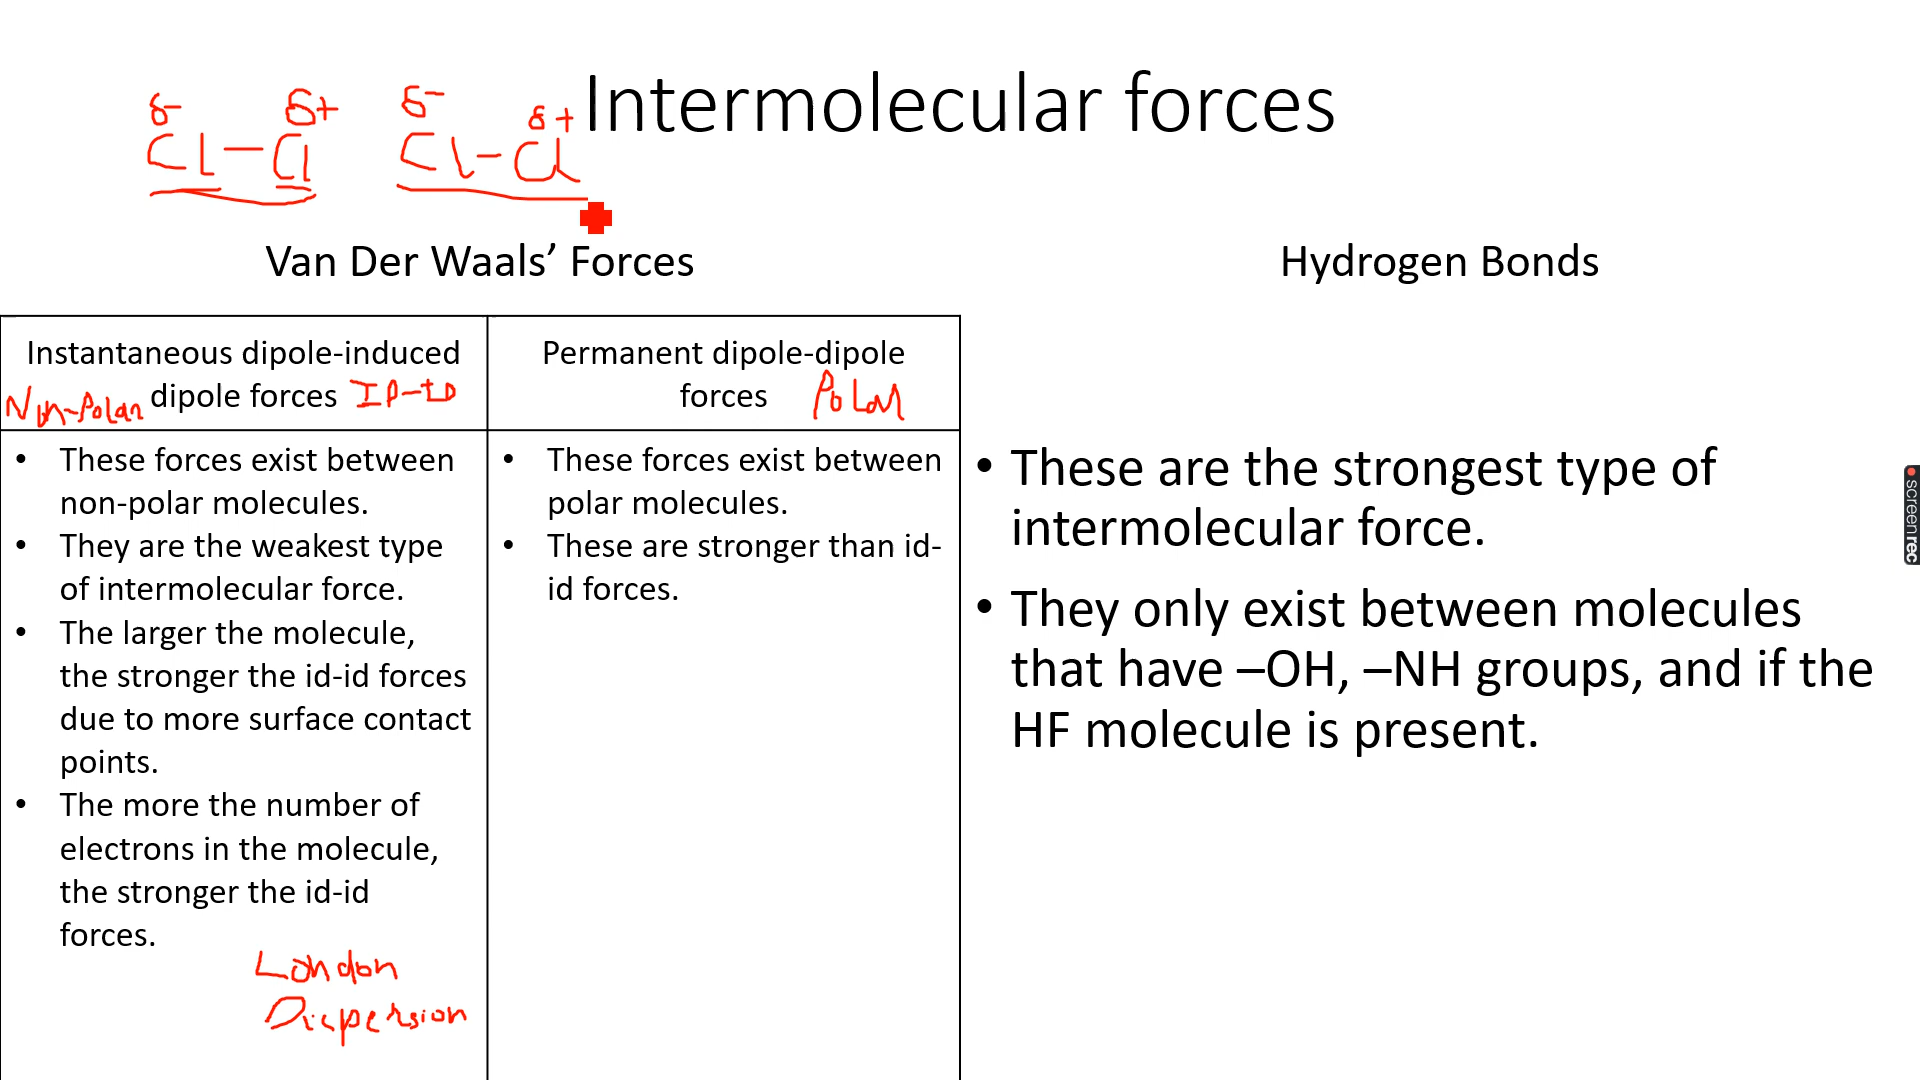 δ- δ+ δ- δ+
Cl–Cl Cl–Cl
Intermolecular forces
Van Der Waals’ Forces
Instantaneous dipole-induced
Non-Polar dipole forces ID-ID
• These forces exist between
non-polar molecules.
• They are the weakest type
of intermolecular force.
• The larger the molecule,
the stronger the id-id forces
due to more surface contact
points.
• The more the number of
electrons in the molecule,
the stronger the id-id
forces.
London
Dispersion
Permanent dipole-dipole
forces Polar
• These forces exist between
polar molecules.
• These are stronger than id-
id forces.
Hydrogen Bonds
• These are the strongest type of
intermolecular force.
• They only exist between molecules
that have –OH, –NH groups, and if the
HF molecule is present.
screenrec